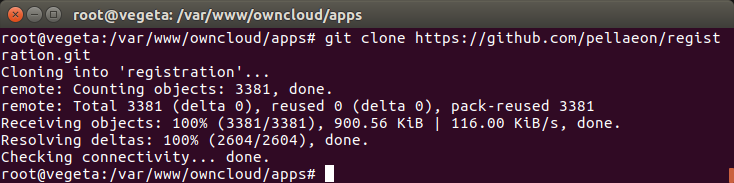 root@vegeta: /var/www/owncloud/apps
root@vegeta:/var/www/owncloud/apps# git clone https://github.com/pellaeon/regist
ration.git
Cloning into 'registration'...
remote: Counting objects: 3381, done.
remote: Total 3381 (delta 0), reused 0 (delta 0), pack-reused 3381
Receiving objects: 100% (3381/3381), 900.56 KiB | 116.00 KiB/s, done.
Resolving deltas: 100% (2604/2604), done.
Checking connectivity... done.
root@vegeta:/var/www/owncloud/apps#